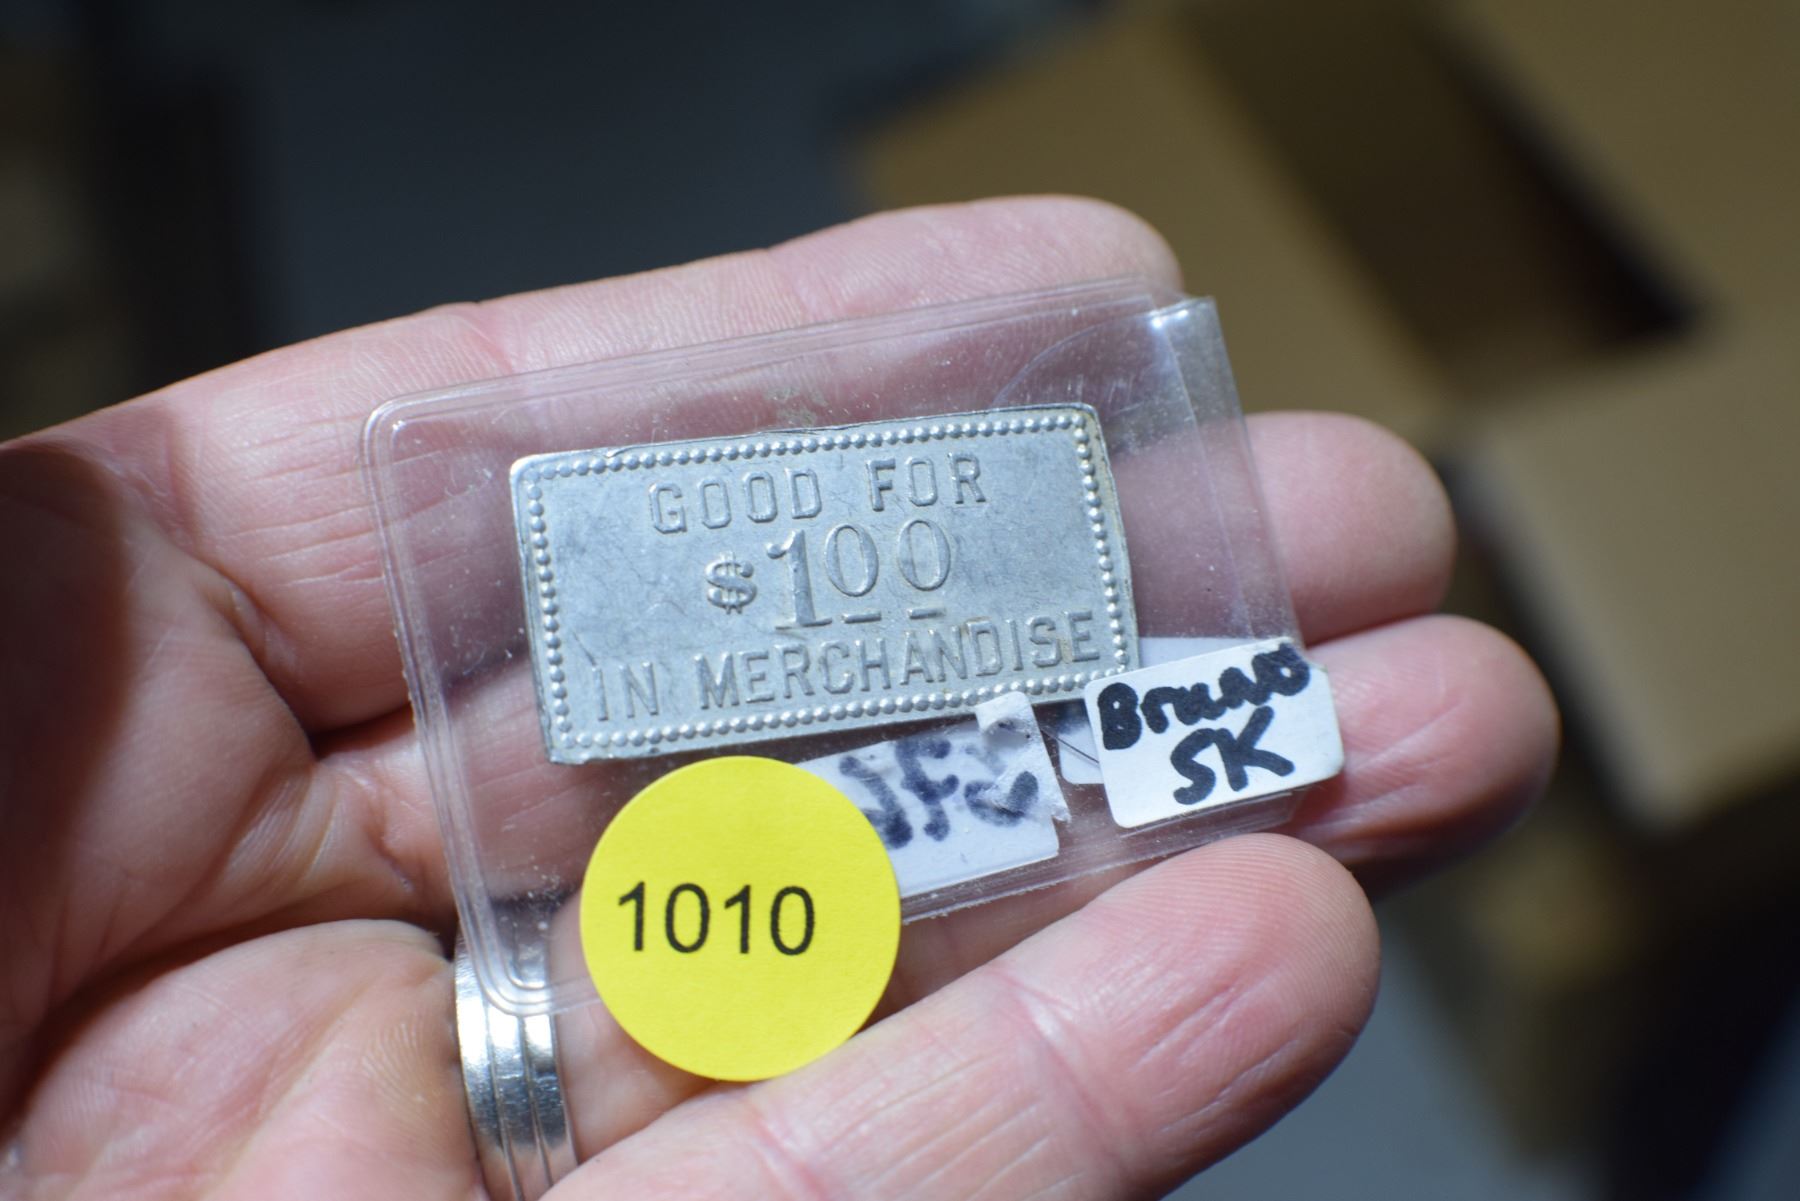 GOOD FOR
$1.00
IN MERCHANDISE
Bruno
SK
1010